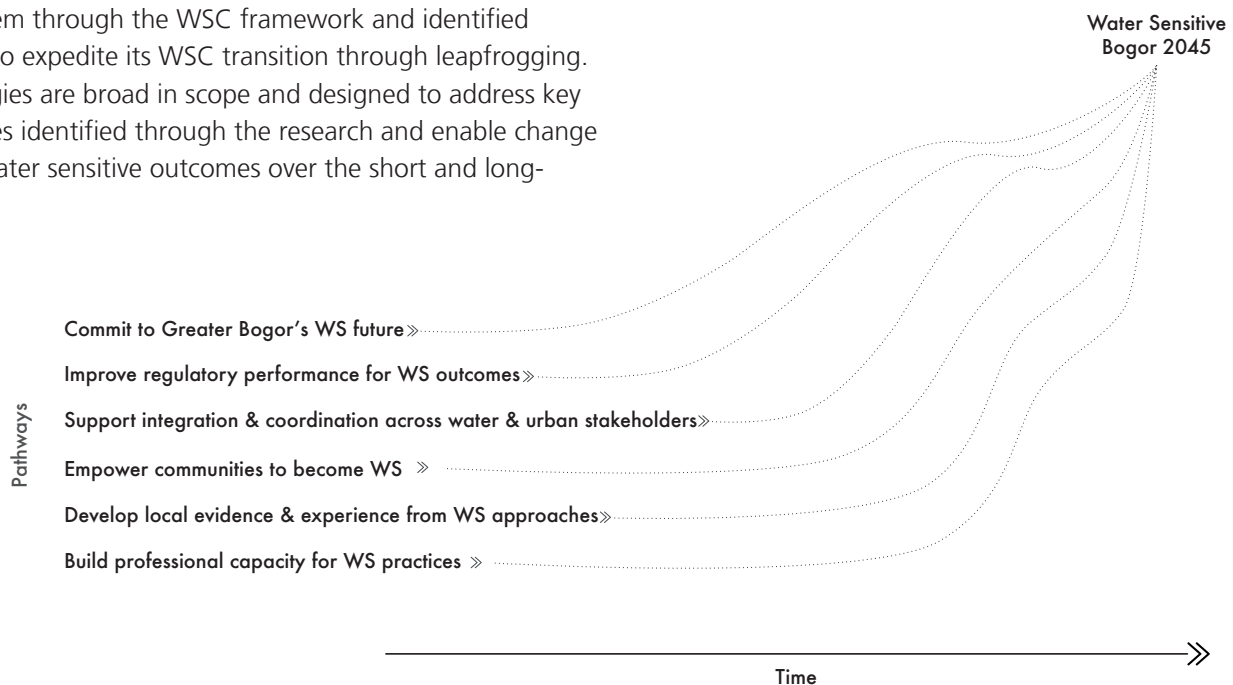 em through the WSC framework and identified
o expedite its WSC transition through leapfrogging.
gies are broad in scope and designed to address key
es identified through the research and enable change
ater sensitive outcomes over the short and long-
Water Sensitive
Bogor 2045
Commit to Greater Bogor’s WS future»
Improve regulatory performance for WS outcomes»
Support integration & coordination across water & urban stakeholders»
Empower communities to become WS »
Develop local evidence & experience from WS approaches»
Build professional capacity for WS practices »
Pathways
Time